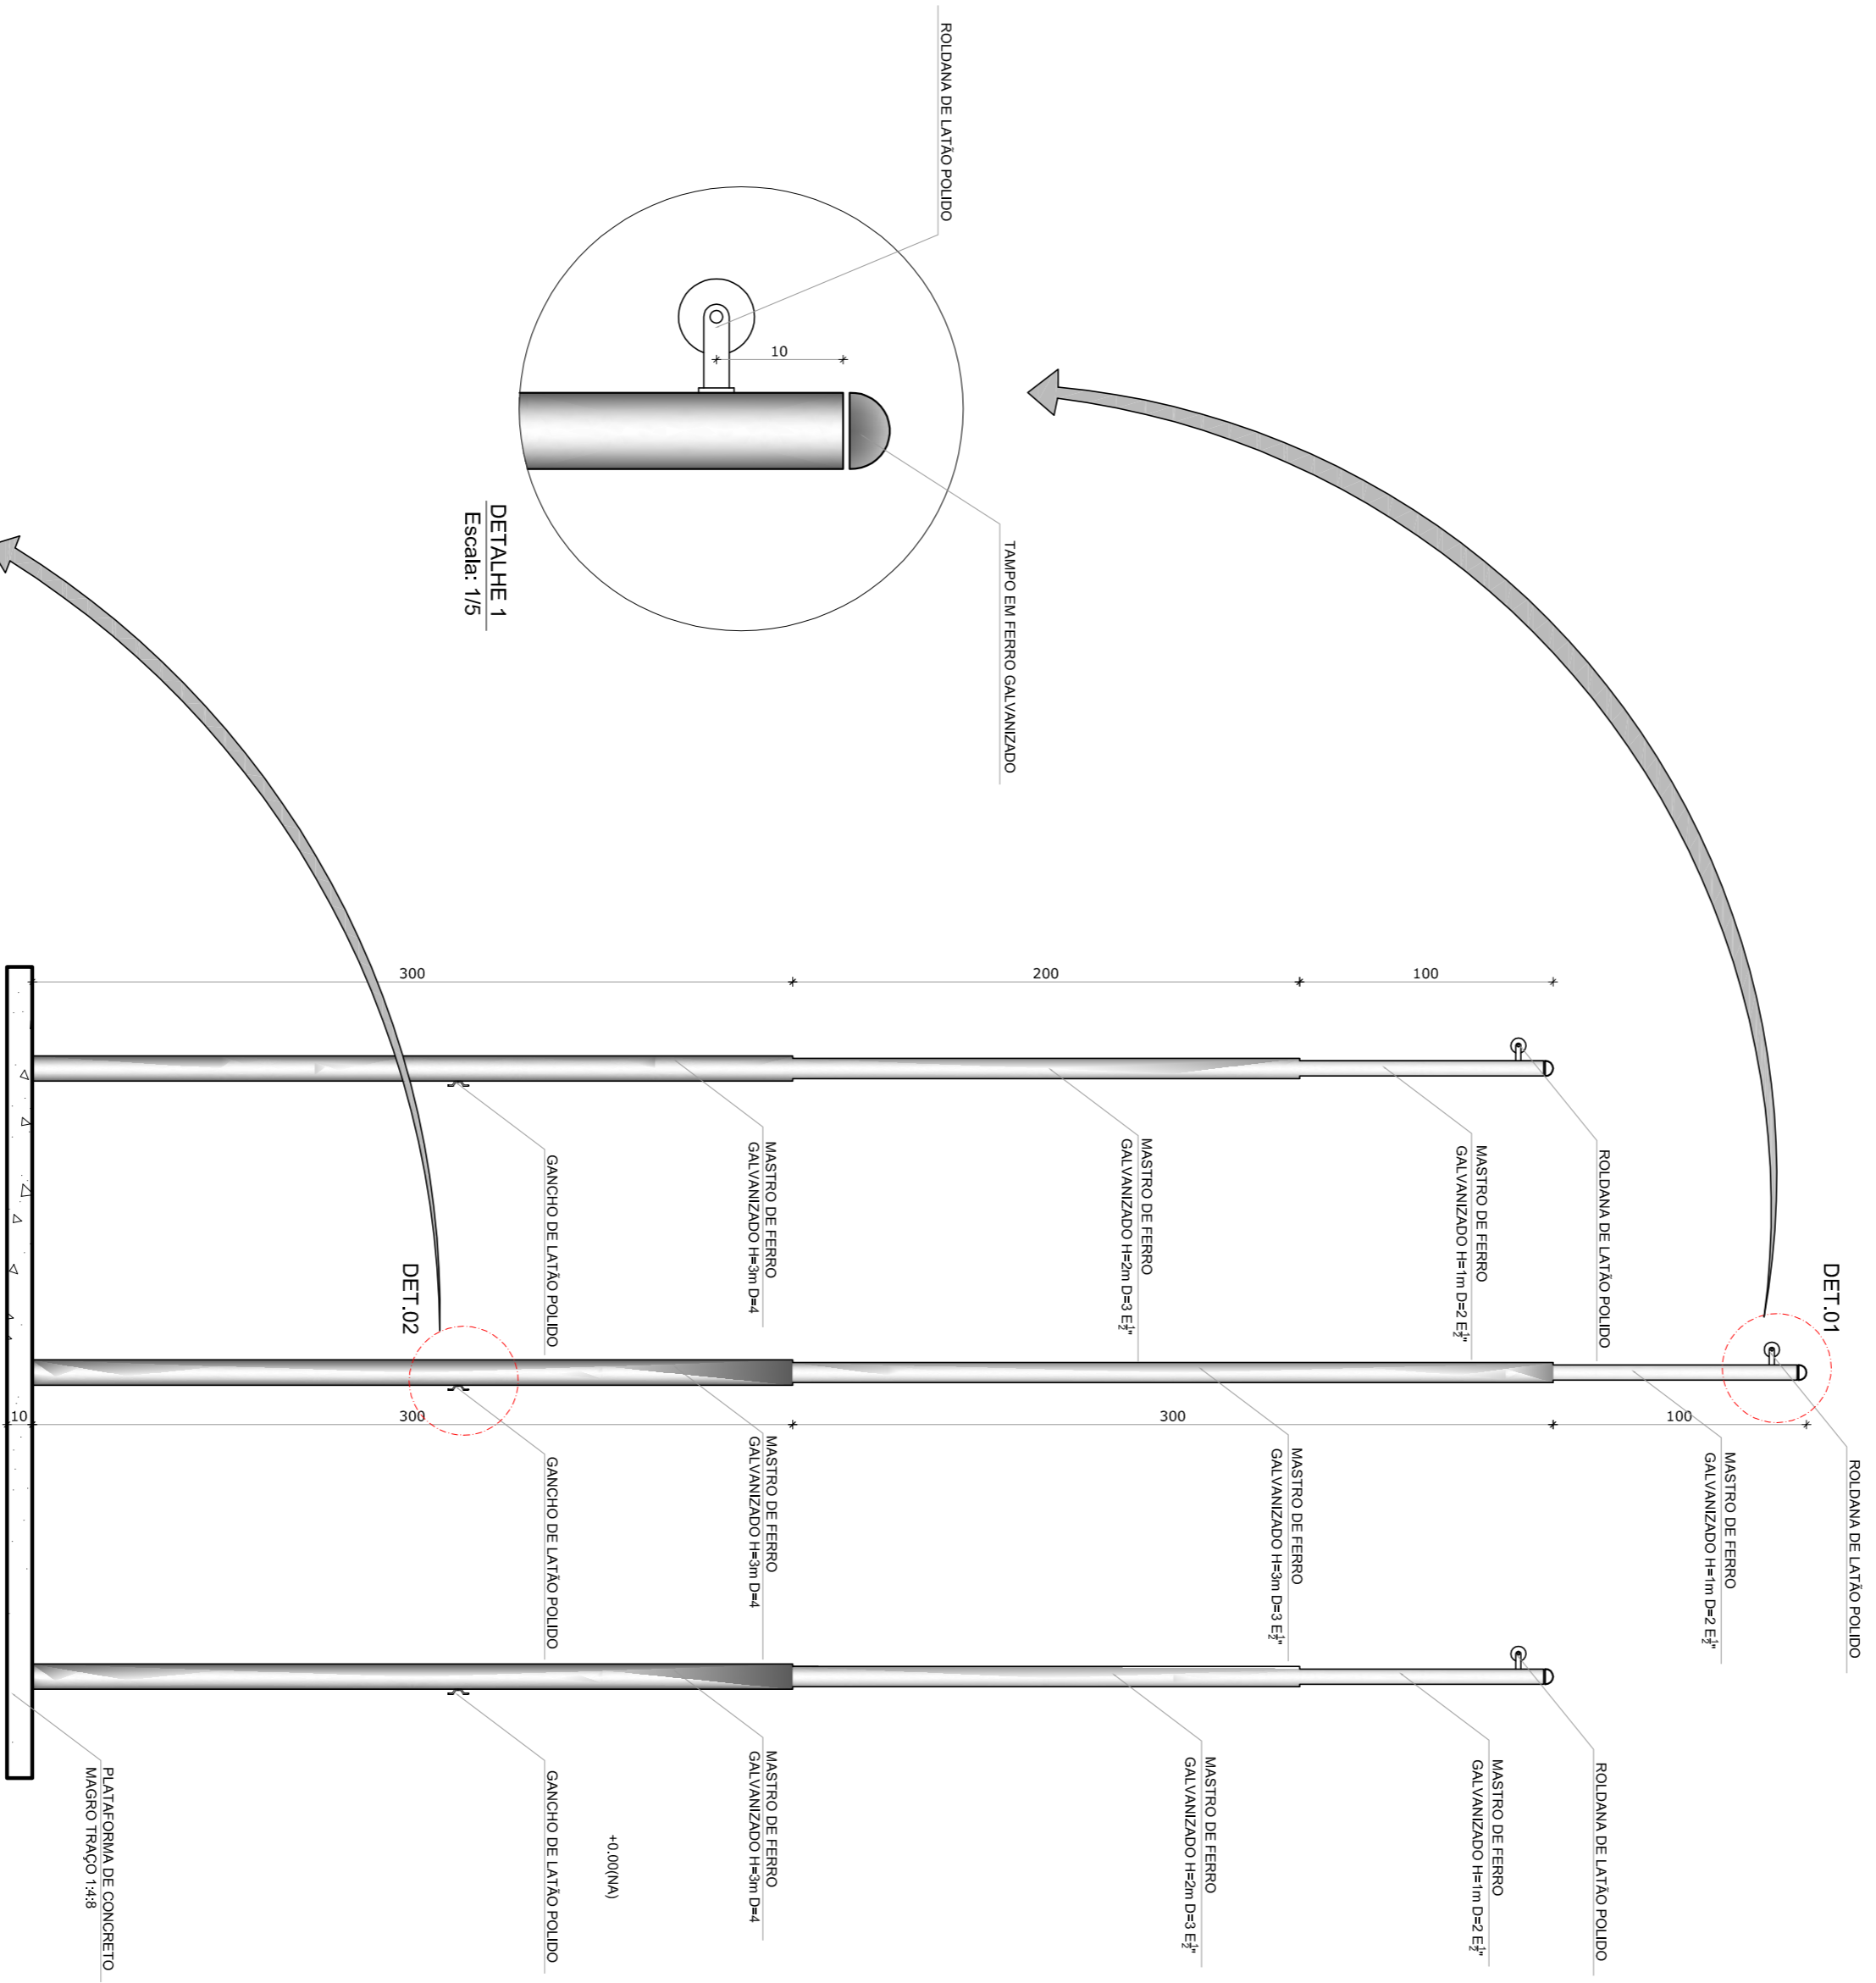 DET.01
ROLDANA DE LATÃO POLIDO
MASTRO DE FERRO
GALVANIZADO H=1m D=2 E1/2"
ROLDANA DE LATÃO POLIDO
MASTRO DE FERRO
GALVANIZADO H=1m D=2 E1/2"
ROLDANA DE LATÃO POLIDO
MASTRO DE FERRO
GALVANIZADO H=1m D=2 E1/2"
100
100
MASTRO DE FERRO
GALVANIZADO H=3m D=3 E1/2"
MASTRO DE FERRO
GALVANIZADO H=2m D=3 E1/2"
MASTRO DE FERRO
GALVANIZADO H=2m D=3 E1/2"
200
300
TAMPO EM FERRO GALVANIZADO
ROLDANA DE LATÃO POLIDO
10
DETALHE 1
Escala: 1/5
MASTRO DE FERRO
GALVANIZADO H=3m D=4
MASTRO DE FERRO
GALVANIZADO H=3m D=4
MASTRO DE FERRO
GALVANIZADO H=3m D=4
+0.00(NA)
GANCHO DE LATÃO POLIDO
GANCHO DE LATÃO POLIDO
GANCHO DE LATÃO POLIDO
DET.02
300
300
PLATAFORMA DE CONCRETO
MAGRO TRAÇO 1:4:8
10